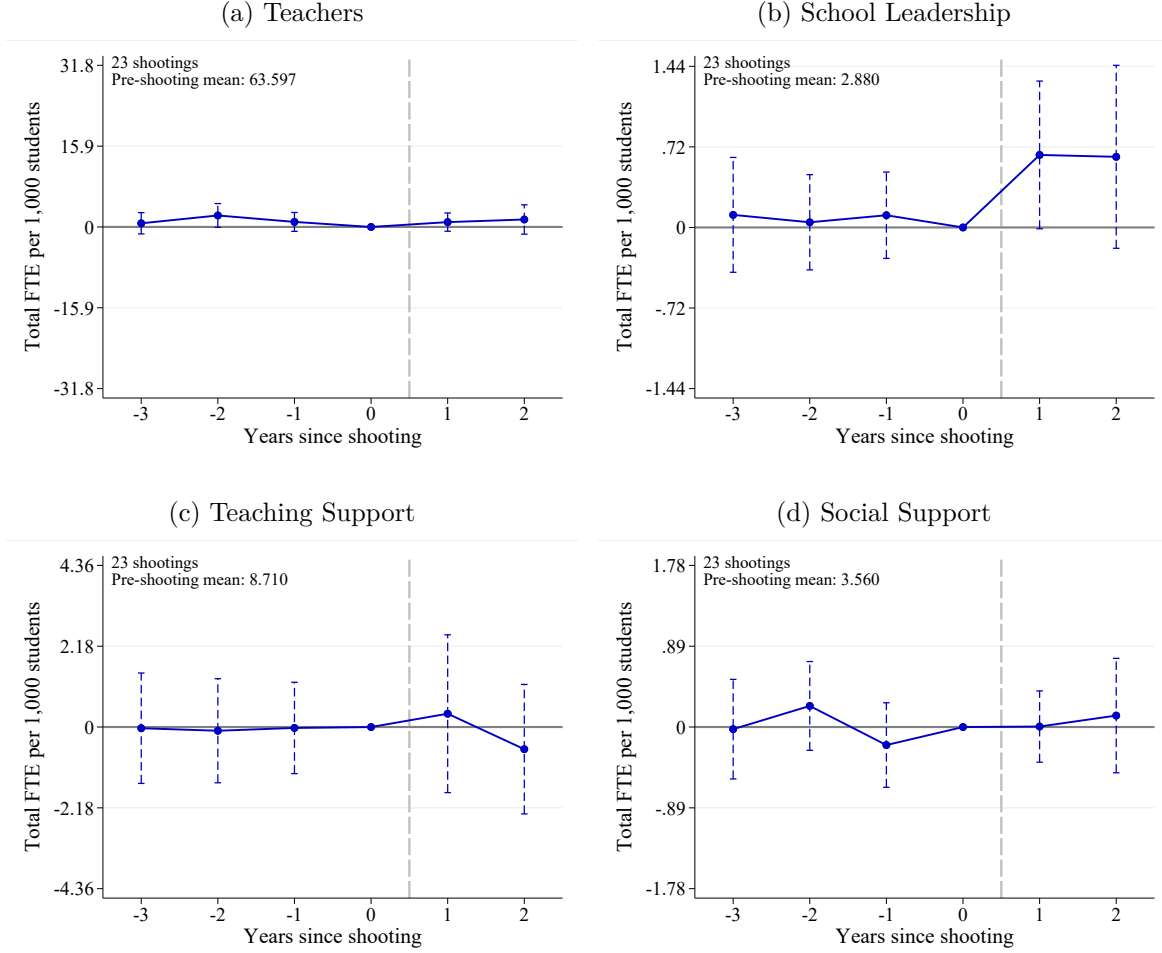 (a) Teachers
23 shootings
Pre-shooting mean: 63.597
Total FTE per 1,000 students
31.8
15.9
0
-15.9
-31.8
-3 -2 -1 0 1 2
Years since shooting
(b) School Leadership
23 shootings
Pre-shooting mean: 2.880
Total FTE per 1,000 students
1.44
.72
0
-.72
-1.44
-3 -2 -1 0 1 2
Years since shooting
(c) Teaching Support
23 shootings
Pre-shooting mean: 8.710
Total FTE per 1,000 students
4.36
2.18
0
-2.18
-4.36
-3 -2 -1 0 1 2
Years since shooting
(d) Social Support
23 shootings
Pre-shooting mean: 3.560
Total FTE per 1,000 students
1.78
.89
0
-.89
-1.78
-3 -2 -1 0 1 2
Years since shooting